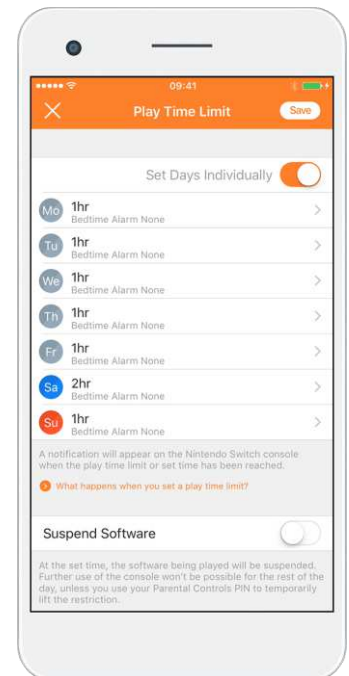 09:41
Play Time Limit
Save
Set Days Individually
Mo
1hr
Bedtime Alarm None
Tu
1hr
Bedtime Alarm None
We
1hr
Bedtime Alarm None
Th
1hr
Bedtime Alarm None
Fr
1hr
Bedtime Alarm None
Sa
2hr
Bedtime Alarm None
Su
1hr
Bedtime Alarm None
A notification will appear on the Nintendo Switch console
when the play time limit or set time has been reached.
What happens when you set a play time limit?
Suspend Software
At the set time, the software being played will be suspended.
Further use of the console won't be possible for the rest of the
day, unless you use your Parental Controls PIN to temporarily
lift the restriction.